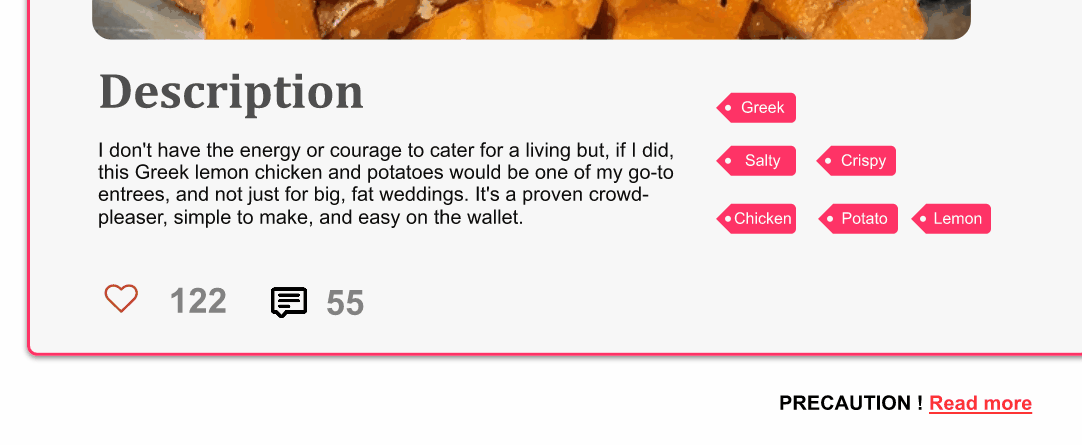 Description
I don't have the energy or courage to cater for a living but, if I did,
this Greek lemon chicken and potatoes would be one of my go-to
entrees, and not just for big, fat weddings. It's a proven crowd-
pleaser, simple to make, and easy on the wallet.
Greek
Salty Crispy
Chicken Potato Lemon
122 55
PRECAUTION ! Read more